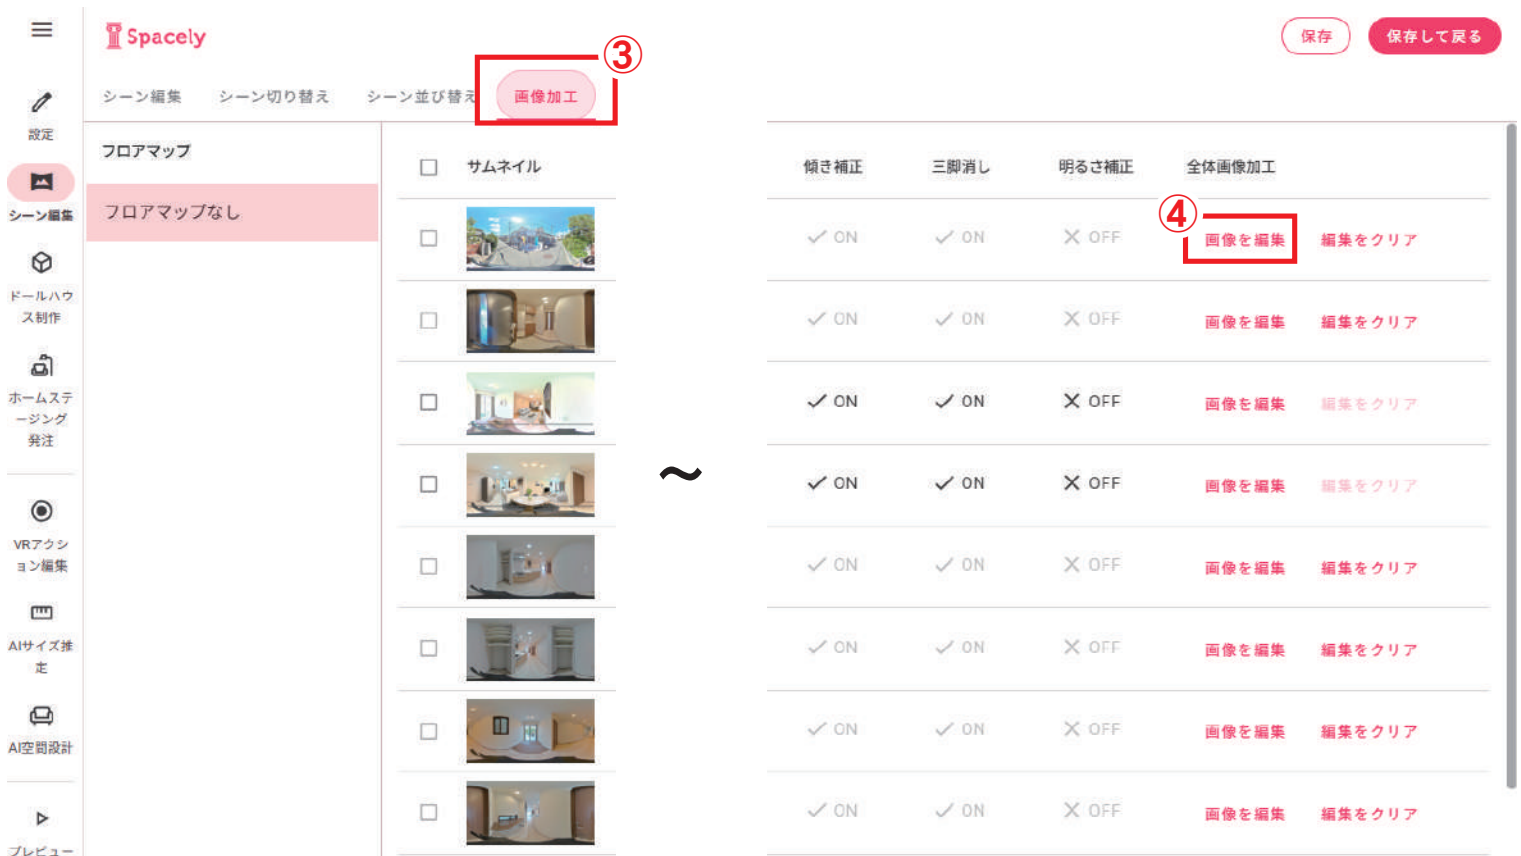 Spacely
保存
保存して戻る
③
シーン編集 シーン切り替え シーン並び替え 画像加工
設定
シーン編集
ドールハウ
ス制作
ホームステ
ージング
発注
VRアクシ
ョン編集
AIサイズ推
定
AI空間設計
プレビュー
フロアマップ
フロアマップなし
サムネイル 傾き補正 三脚消し 明るさ補正 全体画像加工
④
ON ON OFF 画像を編集 編集をクリア
ON ON OFF 画像を編集 編集をクリア
ON ON OFF 画像を編集 編集をクリア
〜
ON ON OFF 画像を編集 編集をクリア
ON ON OFF 画像を編集 編集をクリア
ON ON OFF 画像を編集 編集をクリア
ON ON OFF 画像を編集 編集をクリア
ON ON OFF 画像を編集 編集をクリア